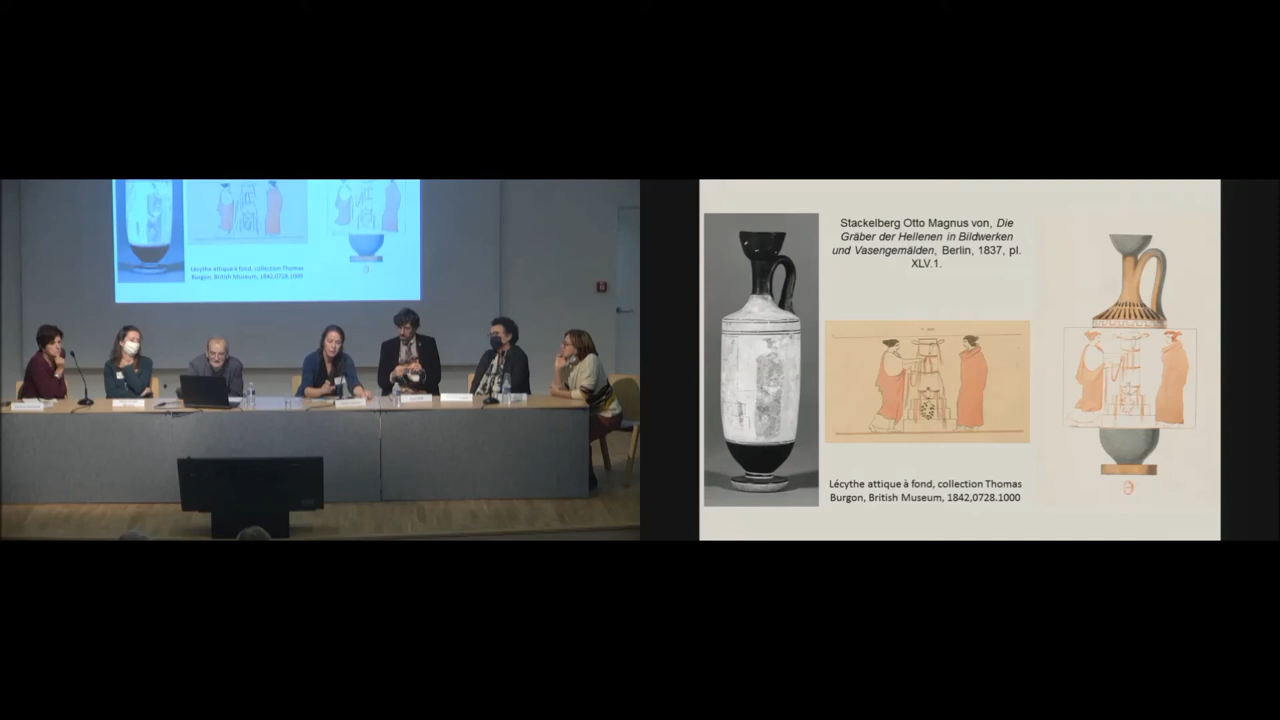 Lécythe attique à fond, collection Thomas
Burgon, British Museum, 1842,0728.1000
Stackelberg Otto Magnus von, Die
Gräber der Hellenen in Bildwerken
und Vasengemälden, Berlin, 1837, pl.
XLV.1.
Lécythe attique à fond, collection Thomas
Burgon, British Museum, 1842,0728.1000